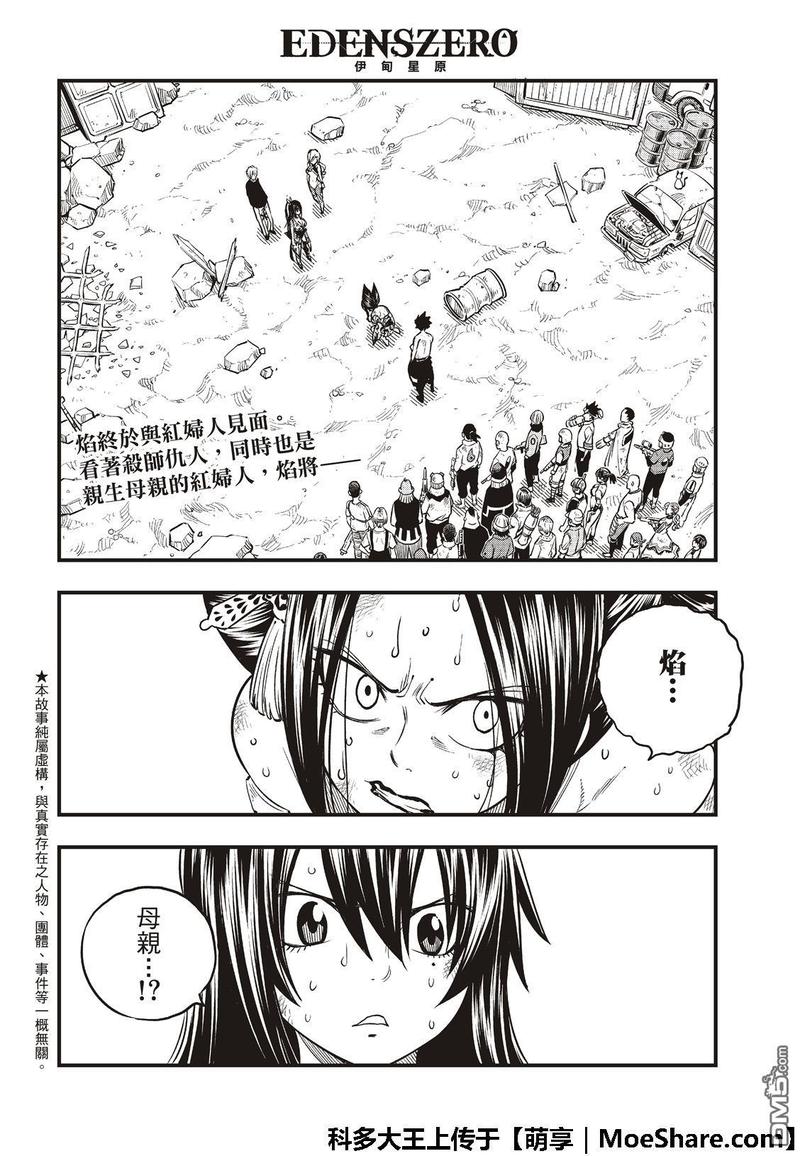 EDENSZERO
伊甸星原
焰終於與紅婦人見面。
看著殺師仇人，同時也是
親生母親的紅婦人，焰將——
焰…
母親…!?
★本故事純屬虛構，與真實存在之人物、團體、事件等一概無關。
DM5.com
科多大王上传于【萌享｜MoeShare.com】